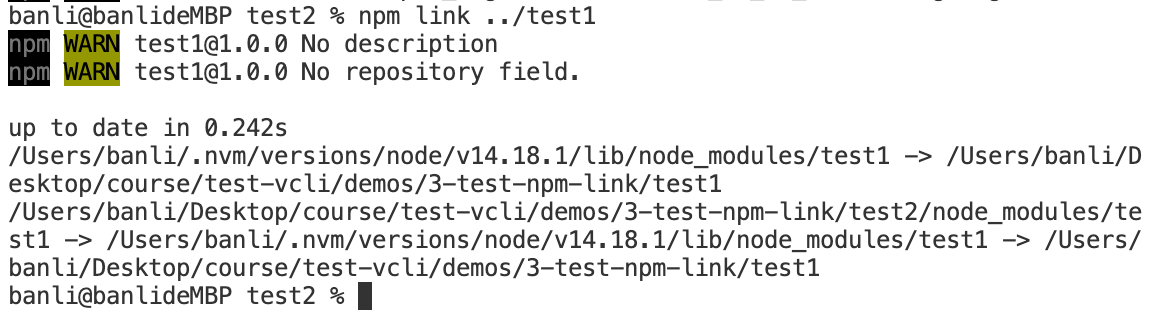 banli@banlideMBP test2 % npm link ../test1
npm WARN test1@1.0.0 No description
npm WARN test1@1.0.0 No repository field.
up to date in 0.242s
/Users/banli/.nvm/versions/node/v14.18.1/lib/node_modules/test1 -> /Users/banli/D
esktop/course/test-vcli/demos/3-test-npm-link/test1
/Users/banli/Desktop/course/test-vcli/demos/3-test-npm-link/test2/node_modules/te
st1 -> /Users/banli/.nvm/versions/node/v14.18.1/lib/node_modules/test1 -> /Users/
banli/Desktop/course/test-vcli/demos/3-test-npm-link/test1
banli@banlideMBP test2 %